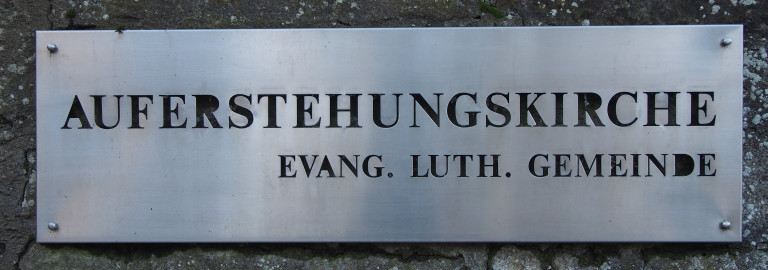 AUFERSTEHUNGSKIRCHE
EVANG. LUTH. GEMEINDE